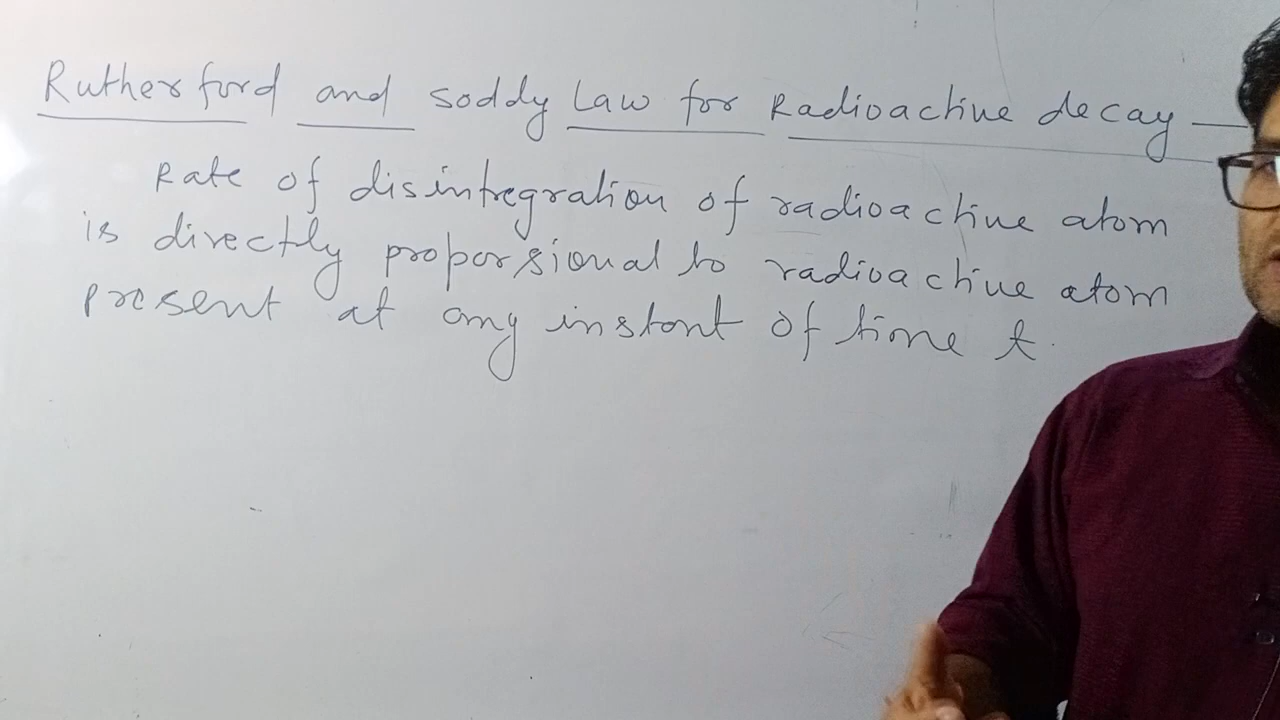 Rutherford and soddy Law for Radioactive decay —
Rate of disintegration of radioactive atom
is directly proporsional to radioactive atom
present at any instant of time t.